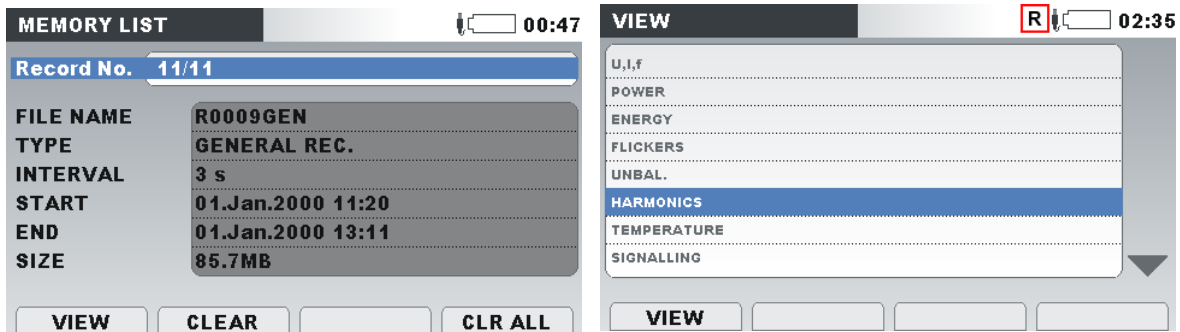 MEMORY LIST 00:47
Record No. 11/11
FILE NAME R0009GEN
TYPE GENERAL REC.
INTERVAL 3 s
START 01.Jan.2000 11:20
END 01.Jan.2000 13:11
SIZE 85.7MB
VIEW CLEAR CLR ALL
VIEW R 02:35
U,I,f
POWER
ENERGY
FLICKERS
UNBAL.
HARMONICS
TEMPERATURE
SIGNALLING
VIEW